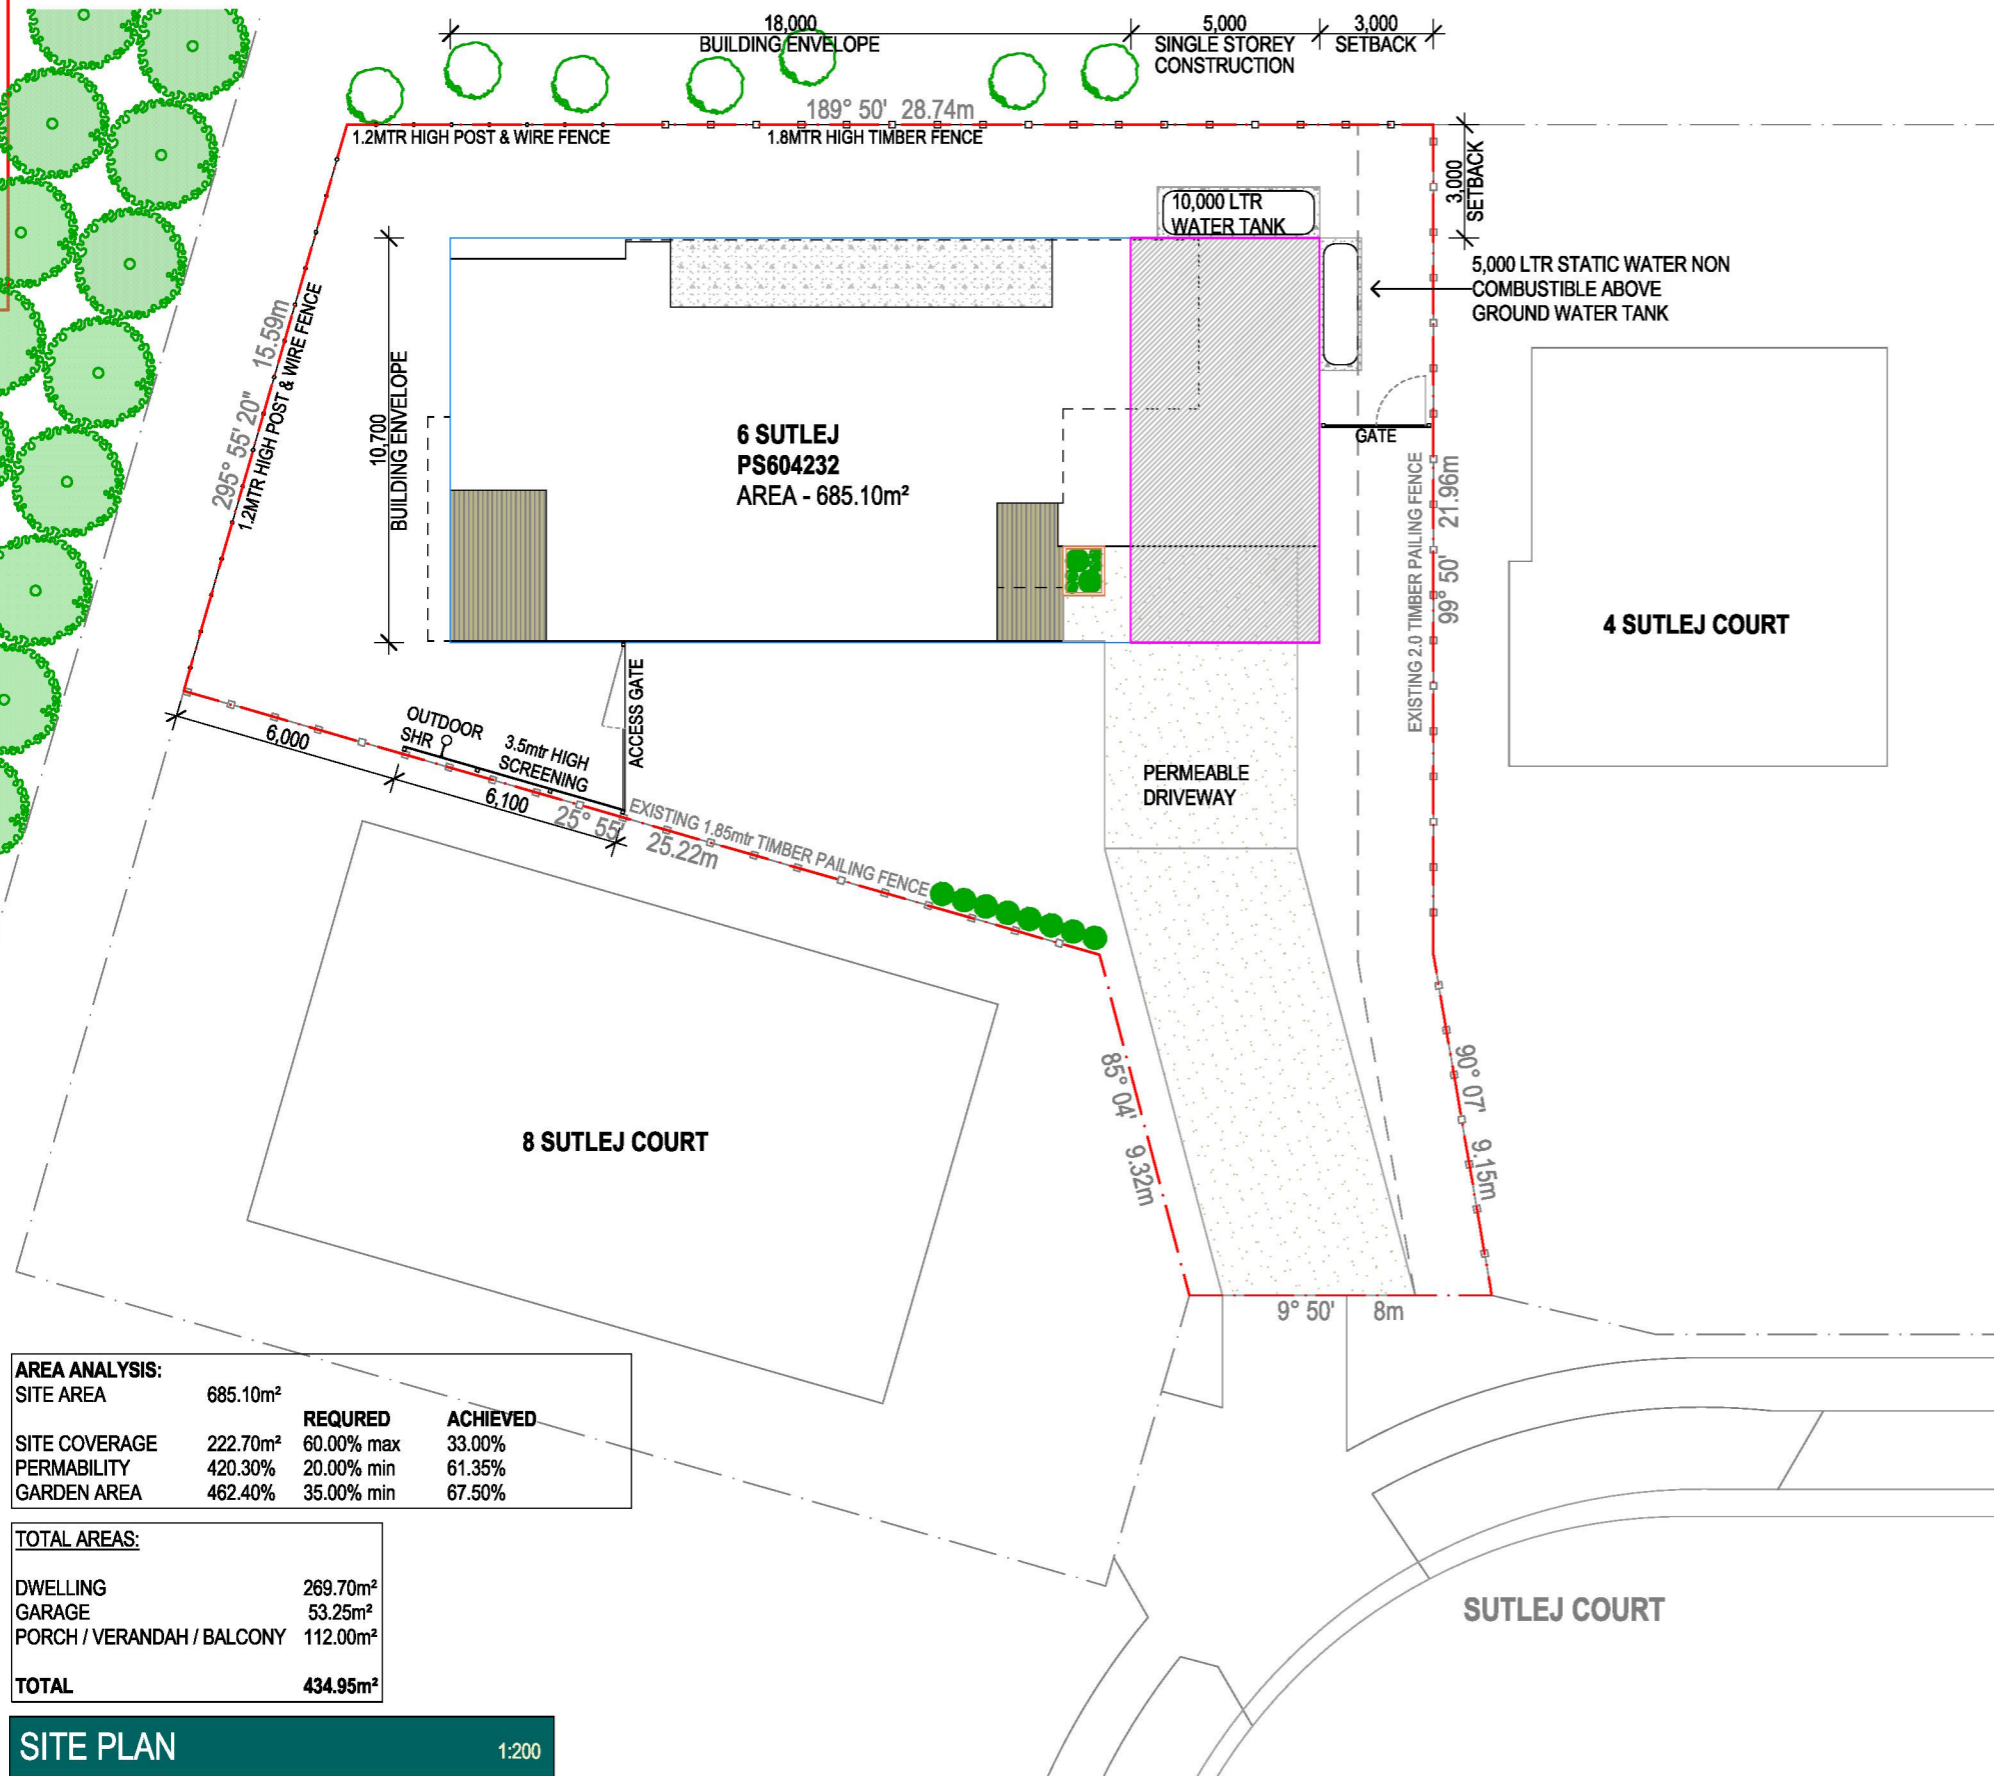 18,000
BUILDING ENVELOPE
5,000
SINGLE STOREY
CONSTRUCTION
3,000
SETBACK
189° 50' 28.74m
1.2MTR HIGH POST & WIRE FENCE
1.8MTR HIGH TIMBER FENCE
3,000
SETBACK
10,000 LTR
WATER TANK
5,000 LTR STATIC WATER NON
COMBUSTIBLE ABOVE
GROUND WATER TANK
295° 55' 20" 15.59m
1.2MTR HIGH POST & WIRE FENCE
10,700
BUILDING ENVELOPE
6 SUTLEJ
PS604232
AREA - 685.10m²
GATE
EXISTING 2.0 TIMBER PAILING FENCE
99° 50' 21.96m
4 SUTLEJ COURT
6,000
OUTDOOR
SHR
3.5mtr HIGH
SCREENING
ACCESS GATE
6,100
25° 55'
25.22m
EXISTING 1.85mtr TIMBER PAILING FENCE
PERMEABLE
DRIVEWAY
8 SUTLEJ COURT
85° 04' 9.32m
90° 07' 9.15m
9° 50' 8m
AREA ANALYSIS:
SITE AREA 685.10m²
REQURED ACHIEVED
SITE COVERAGE 222.70m² 60.00% max 33.00%
PERMABILITY 420.30% 20.00% min 61.35%
GARDEN AREA 462.40% 35.00% min 67.50%
TOTAL AREAS:
DWELLING 269.70m²
GARAGE 53.25m²
PORCH / VERANDAH / BALCONY 112.00m²
TOTAL 434.95m²
SUTLEJ COURT
SITE PLAN 1:200